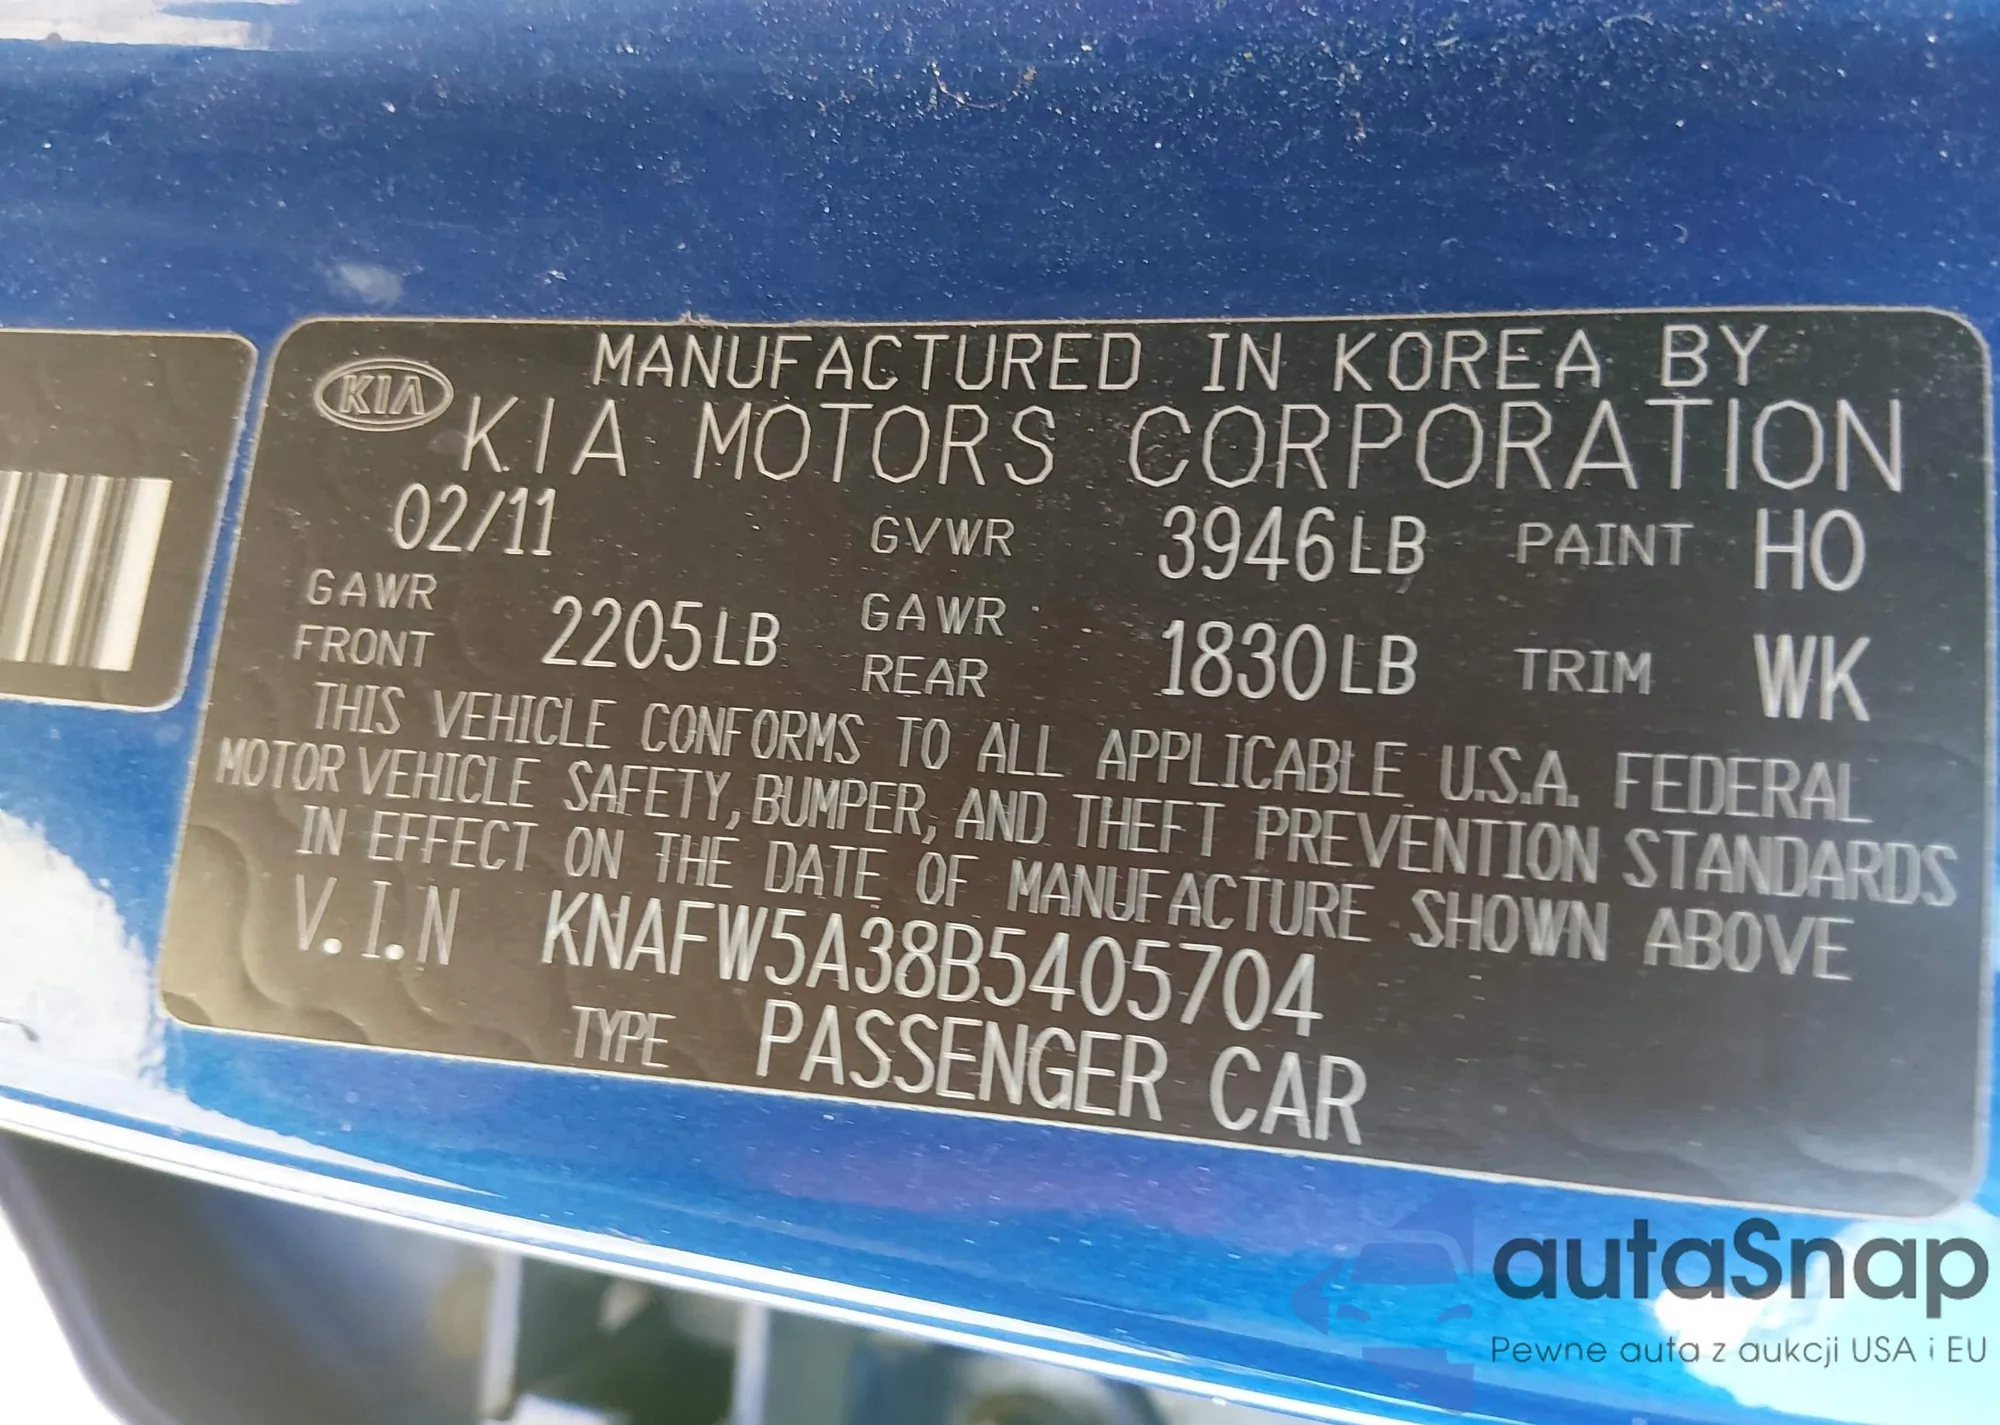 MANUFACTURED IN KOREA BY
KIA KIA MOTORS CORPORATION
02/11 GVWR 3946LB PAINT HO
GAWR FRONT 2205LB GAWR REAR 1830LB TRIM WK
THIS VEHICLE CONFORMS TO ALL APPLICABLE U.S.A. FEDERAL
MOTOR VEHICLE SAFETY, BUMPER, AND THEFT PREVENTION STANDARDS
IN EFFECT ON THE DATE OF MANUFACTURE SHOWN ABOVE
V.I.N KNAFW5A38B5405704
TYPE PASSENGER CAR
autaSnap
Pewne auta z aukcji USA i EU